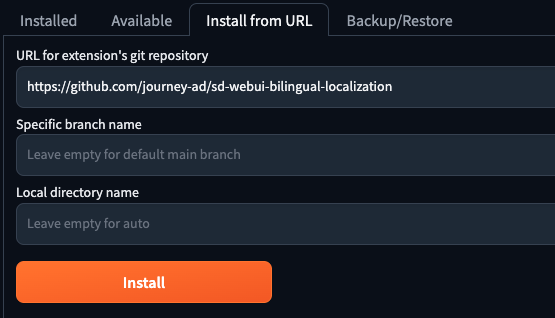 Installed Available Install from URL Backup/Restore
URL for extension's git repository
https://github.com/journey-ad/sd-webui-bilingual-localization
Specific branch name
Leave empty for default main branch
Local directory name
Leave empty for auto
Install